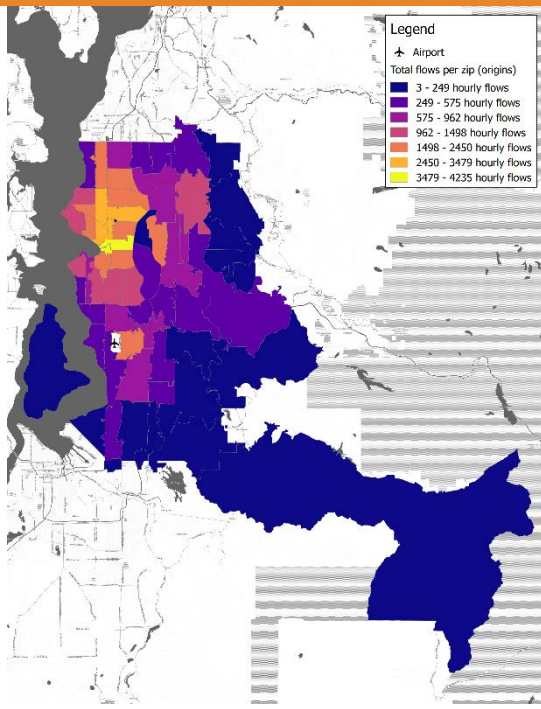 Legend
Airport
Total flows per zip (origins)
3 - 249 hourly flows
249 - 575 hourly flows
575 - 962 hourly flows
962 - 1498 hourly flows
1498 - 2450 hourly flows
2450 - 3479 hourly flows
3479 - 4235 hourly flows